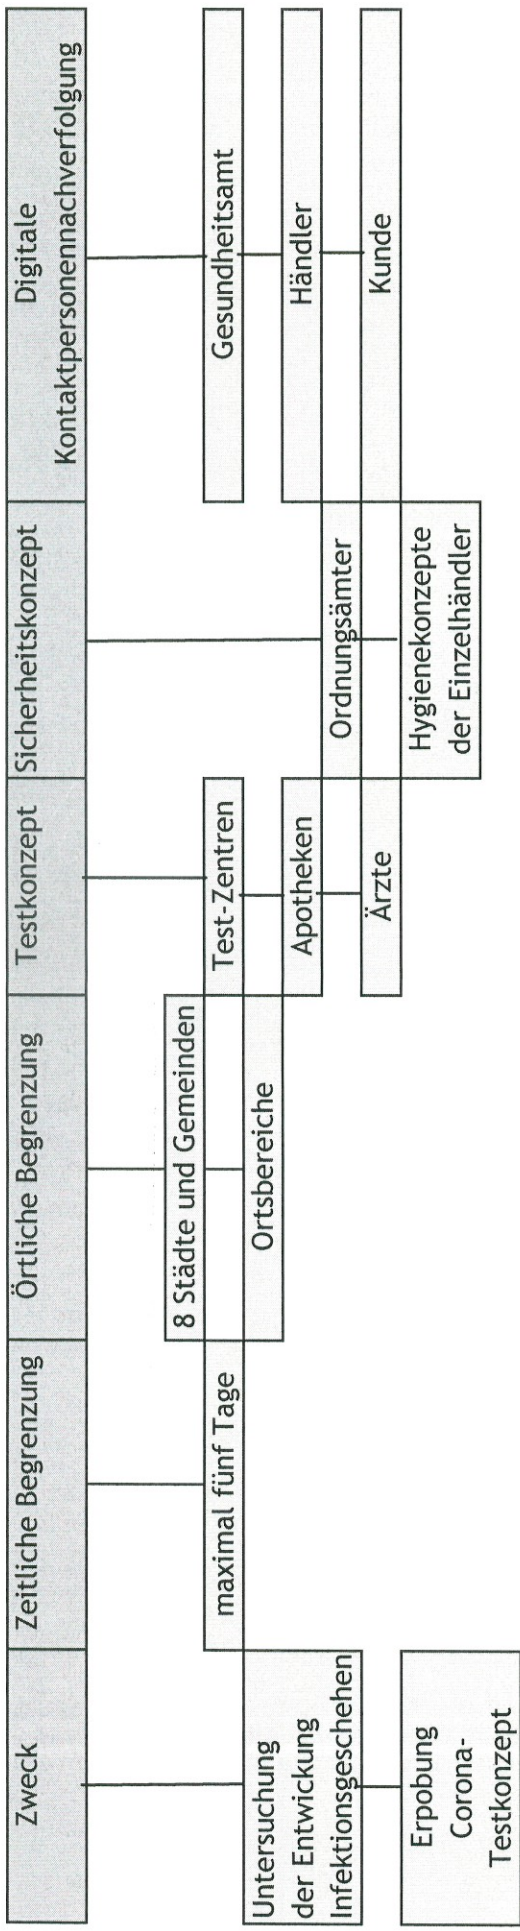 Zweck
Untersuchung
der Entwickung
Infektionsgeschehen
Erpobung
Corona-
Testkonzept
Zeitliche Begrenzung
maximal fünf Tage
Örtliche Begrenzung
8 Städte und Gemeinden
Ortsbereiche
Testkonzept
Test-Zentren
Apotheken
Ärzte
Sicherheitskonzept
Ordnungsämter
Hygienekonzepte
der Einzelhändler
Digitale
Kontaktpersonennachverfolgung
Gesundheitsamt
Händler
Kunde